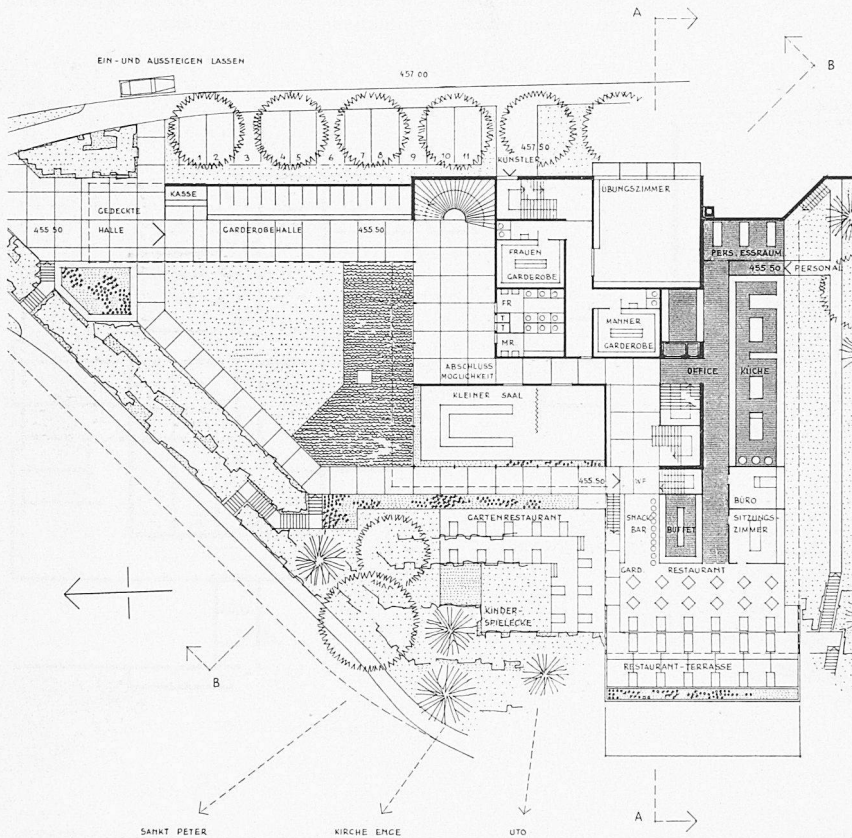 A
B
EIN- UND AUSSTEIGEN LASSEN
457 00
1 2 3 4 5 6 7 8 9 10 11
457 50
KÜNSTLER
KASSE
ÜBUNGSZIMMER
GEDECKTE
HALLE
455 50
GARDEROBEHALLE
455 50
FRAUEN
GARDEROBE
PERS. ESSRAUM
455 50
PERSONAL
FR
T
T
MR.
MÄNNER
GARDEROBE
ABSCHLUSS
MÖGLICHKEIT
OFFICE
KÜCHE
KLEINER SAAL
455.50
WF
BÜRO
GARTENRESTAURANT
SNACK
BAR
BUFFET
SITZUNGS-
ZIMMER
GARD.
RESTAURANT
KINDER-
SPIELECKE
RESTAURANT-TERRASSE
B
A
SANKT PETER
KIRCHE ENGE
UTO